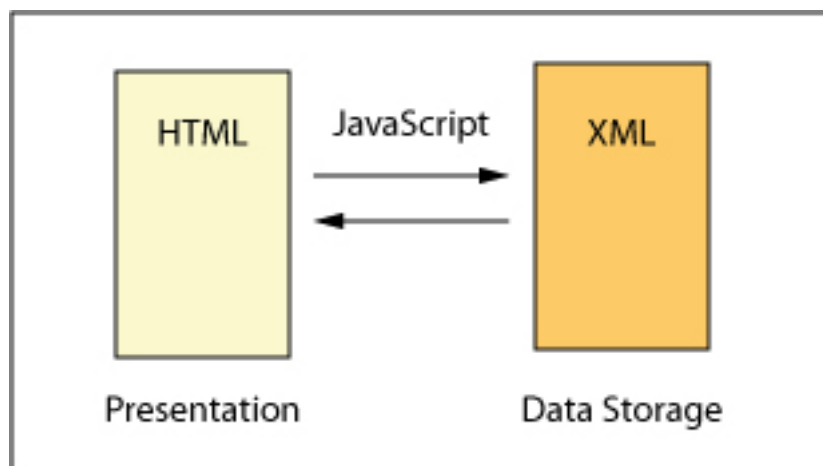 HTML
JavaScript
XML
Presentation
Data Storage